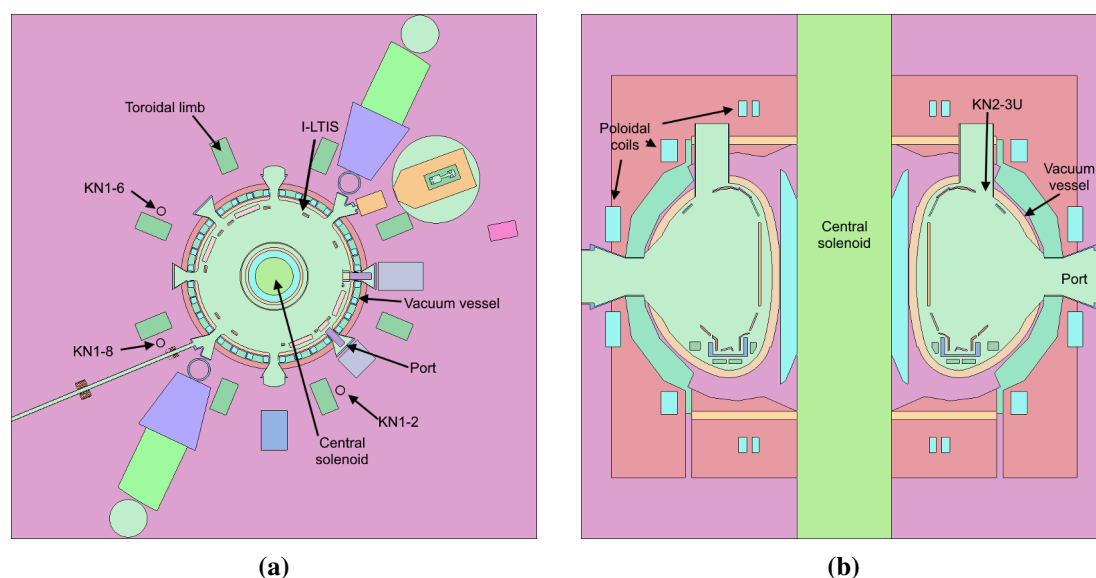 Toroidal limb
I-LTIS
KN1-6
KN1-8
Vacuum vessel
Port
KN1-2
Central
solenoid
(a)
KN2-3U
Poloidal
coils
Vacuum
vessel
Central
solenoid
Port
(b)